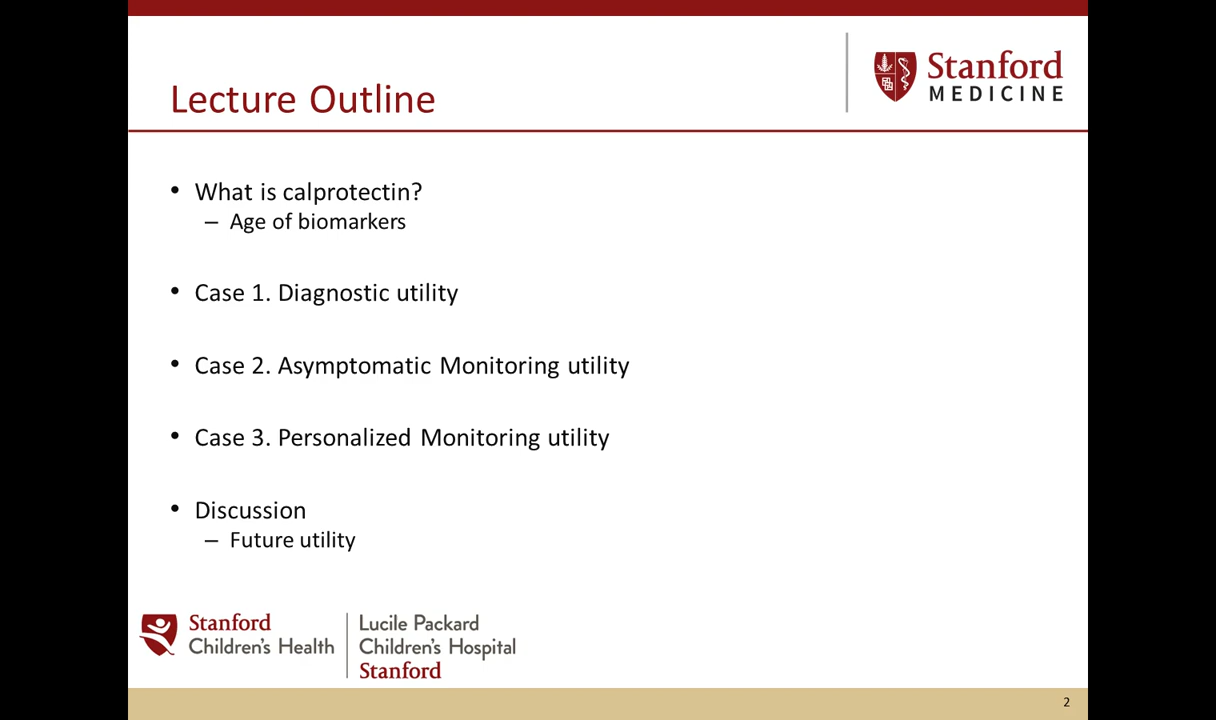 Lecture Outline
Stanford
MEDICINE
• What is calprotectin?
– Age of biomarkers
• Case 1. Diagnostic utility
• Case 2. Asymptomatic Monitoring utility
• Case 3. Personalized Monitoring utility
• Discussion
– Future utility
Stanford
Children's Health
Lucile Packard
Children's Hospital
Stanford
2